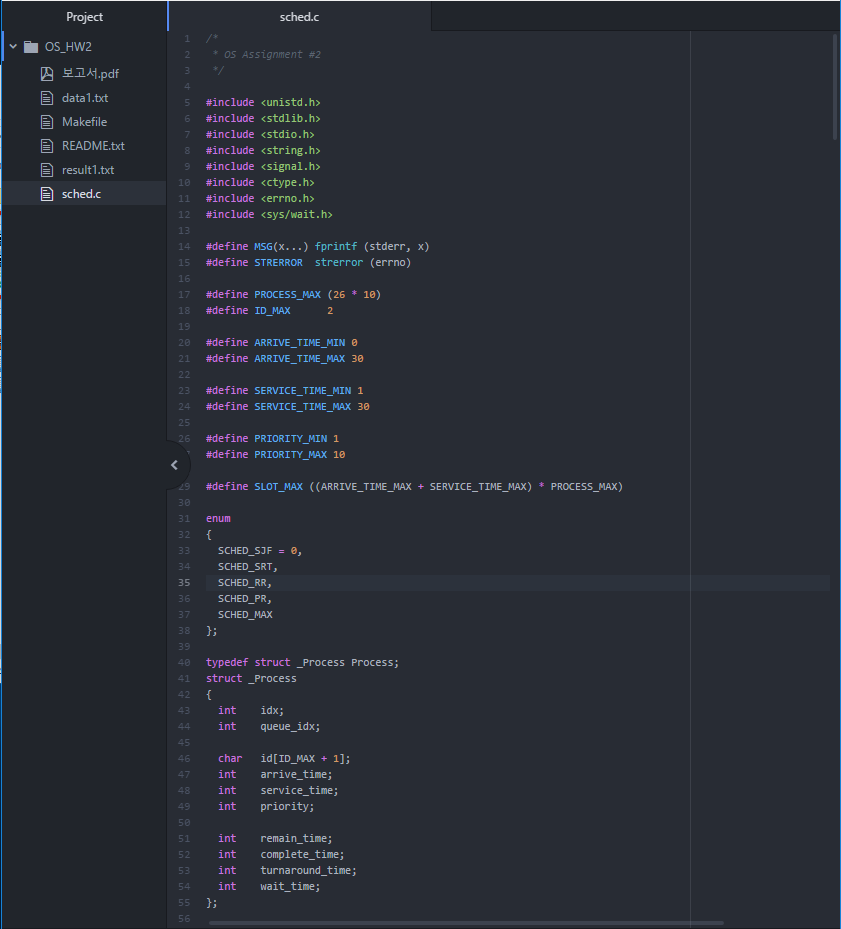 Project
OS_HW2
보고서.pdf
data1.txt
Makefile
README.txt
result1.txt
sched.c
sched.c
1 /*
2  * OS Assignment #2
3  */
4
5 #include <unistd.h>
6 #include <stdlib.h>
7 #include <stdio.h>
8 #include <string.h>
9 #include <signal.h>
10 #include <ctype.h>
11 #include <errno.h>
12 #include <sys/wait.h>
13
14 #define MSG(x...) fprintf (stderr, x)
15 #define STRERROR  strerror (errno)
16
17 #define PROCESS_MAX (26 * 10)
18 #define ID_MAX      2
19
20 #define ARRIVE_TIME_MIN 0
21 #define ARRIVE_TIME_MAX 30
22
23 #define SERVICE_TIME_MIN 1
24 #define SERVICE_TIME_MAX 30
25
26 #define PRIORITY_MIN 1
#define PRIORITY_MAX 10
29 #define SLOT_MAX ((ARRIVE_TIME_MAX + SERVICE_TIME_MAX) * PROCESS_MAX)
30
31 enum
32 {
33   SCHED_SJF = 0,
34   SCHED_SRT,
35   SCHED_RR,
36   SCHED_PR,
37   SCHED_MAX
38 };
39
40 typedef struct _Process Process;
41 struct _Process
42 {
43   int    idx;
44   int    queue_idx;
45
46   char   id[ID_MAX + 1];
47   int    arrive_time;
48   int    service_time;
49   int    priority;
50
51   int    remain_time;
52   int    complete_time;
53   int    turnaround_time;
54   int    wait_time;
55 };
56